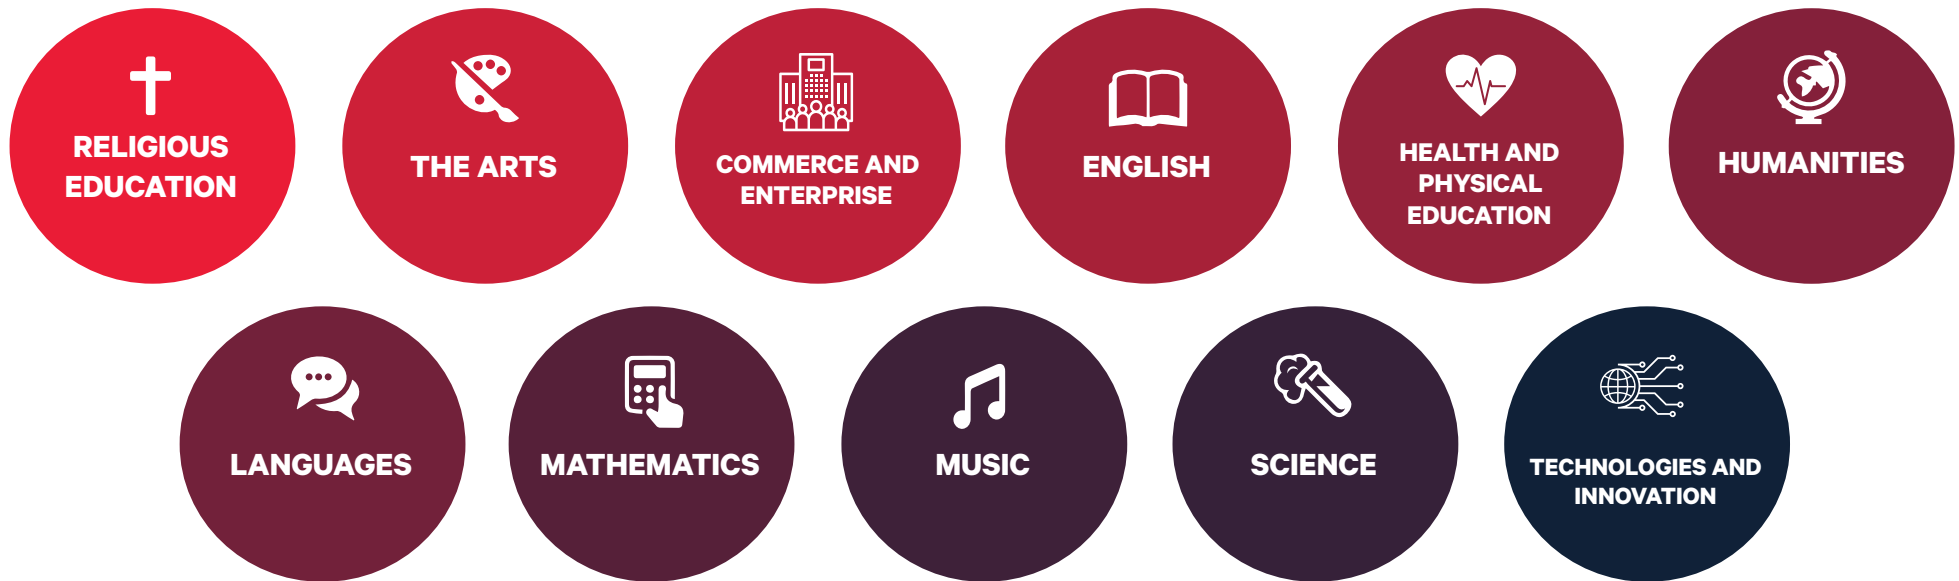 RELIGIOUS
EDUCATION
THE ARTS
COMMERCE AND
ENTERPRISE
ENGLISH
HEALTH AND
PHYSICAL
EDUCATION
HUMANITIES
LANGUAGES
MATHEMATICS
MUSIC
SCIENCE
TECHNOLOGIES AND
INNOVATION